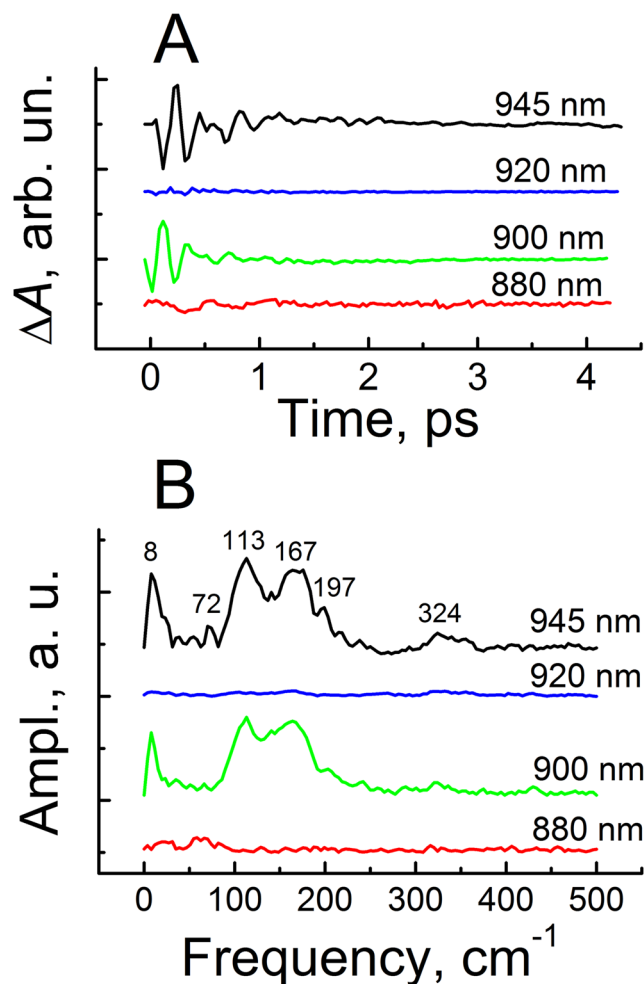 A
ΔA, arb. un.
945 nm
920 nm
900 nm
880 nm
0 1 2 3 4
Time, ps
B
Ampl., a. u.
8 72 113 167 197 324
945 nm
920 nm
900 nm
880 nm
0 100 200 300 400 500
Frequency, cm⁻¹